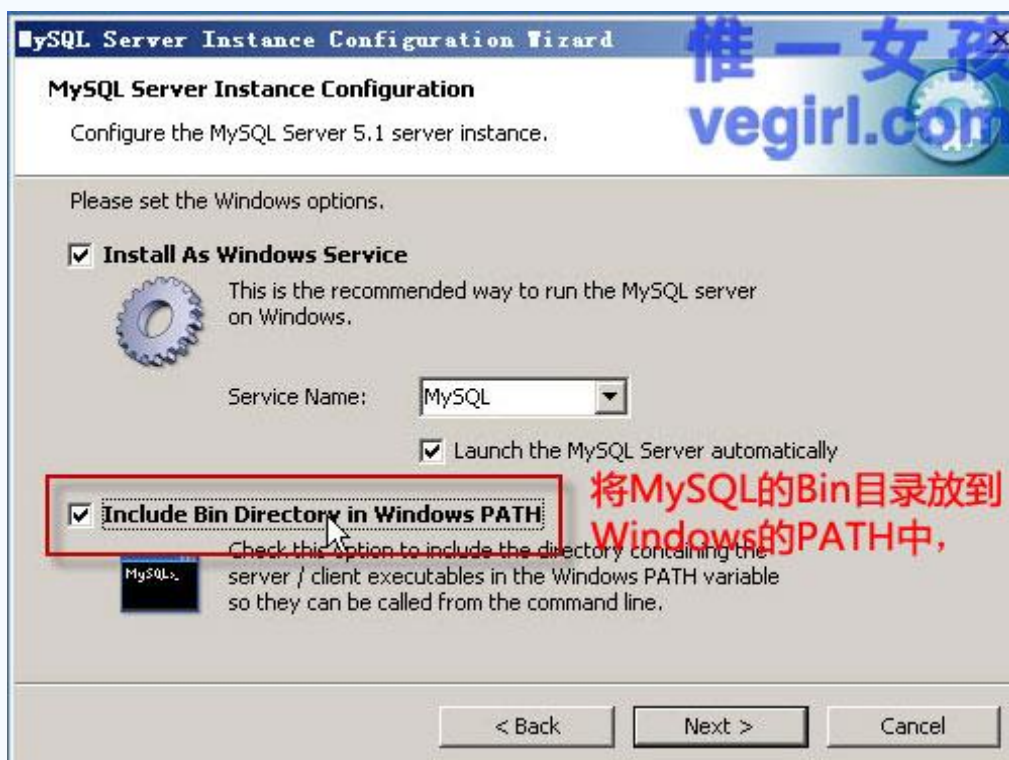 MySQL Server Instance Configuration Wizard
惟一女孩
vegirl.com
MySQL Server Instance Configuration
Configure the MySQL Server 5.1 server instance.
Please set the Windows options.
Install As Windows Service
This is the recommended way to run the MySQL server
on Windows.
Service Name:
MySQL
Launch the MySQL Server automatically
将MySQL的Bin目录放到
Windows的PATH中，
Include Bin Directory in Windows PATH
Check this option to include the directory containing the
server / client executables in the Windows PATH variable
so they can be called from the command line.
MySQL>_
< Back
Next >
Cancel